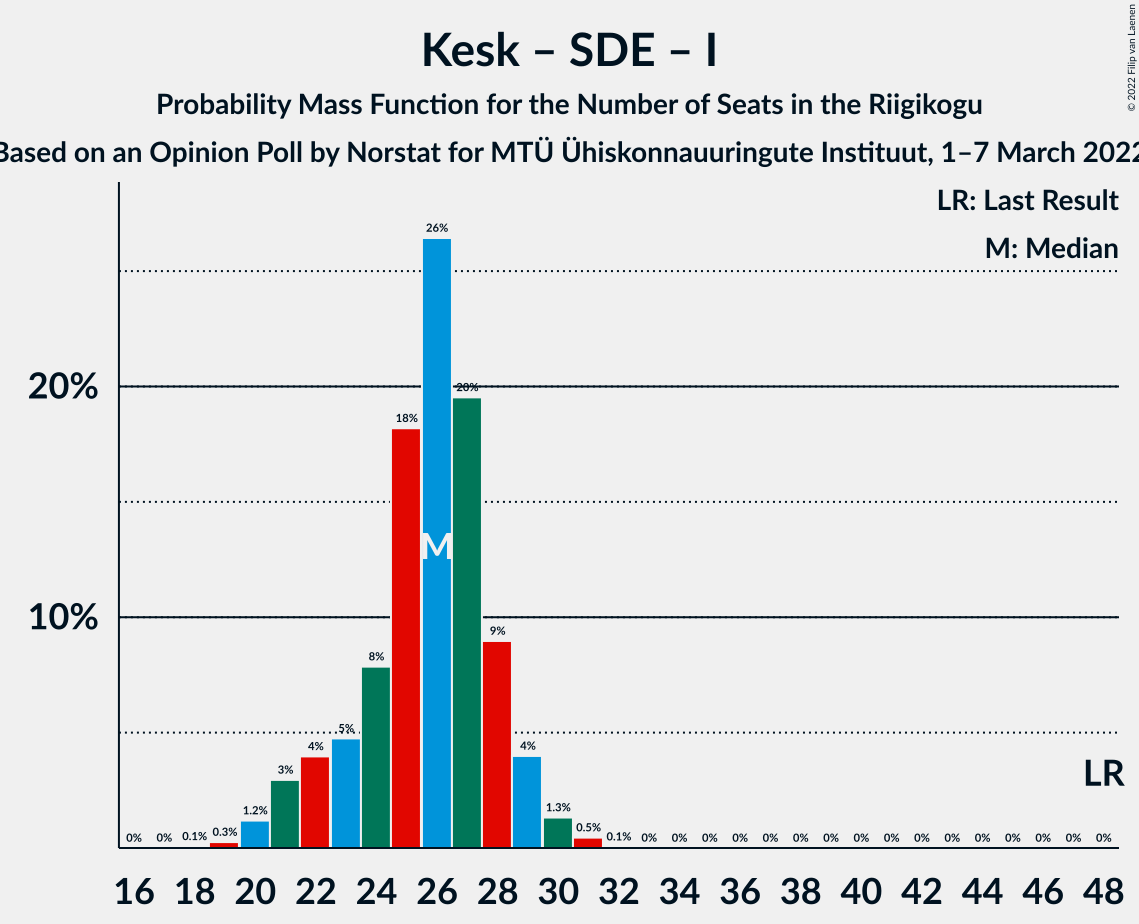 Kesk – SDE – I
Probability Mass Function for the Number of Seats in the Riigikogu
Based on an Opinion Poll by Norstat for MTÜ Ühiskonnauuringute Instituut, 1–7 March 2022
© 2022 Filip van Laenen
LR: Last Result
M: Median
26%
20%
20%
18%
M
10%
9%
8%
5%
4%
4%
3%
LR
1.2%
1.3%
0% 0% 0.1% 0.3% 0.5% 0.1% 0% 0% 0% 0% 0% 0% 0% 0% 0% 0% 0% 0% 0% 0% 0% 0%
16 18 20 22 24 26 28 30 32 34 36 38 40 42 44 46 48